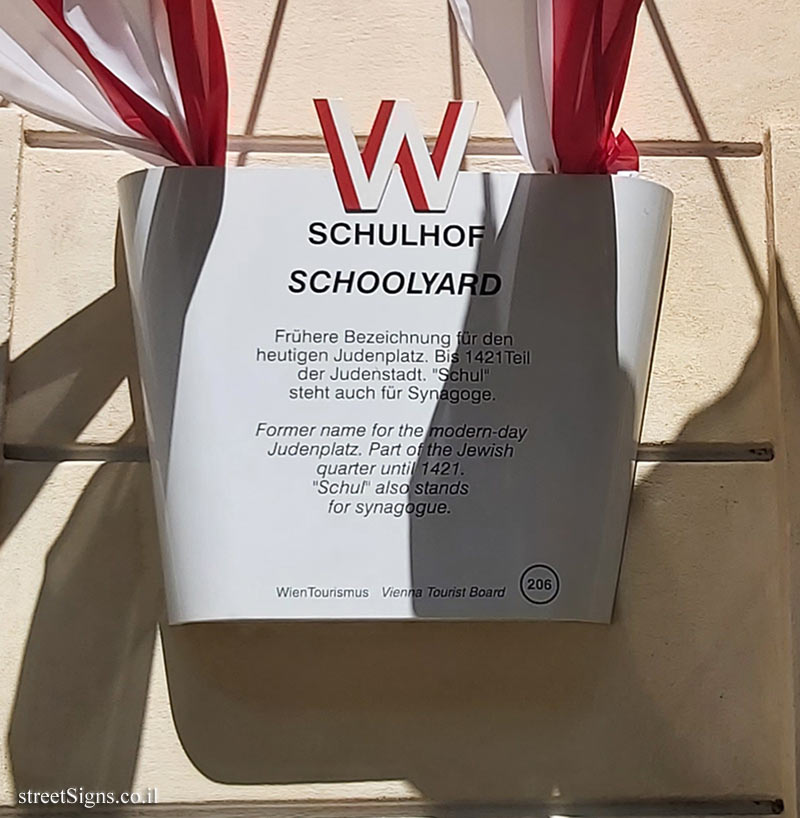 W
SCHULHOF
SCHOOLYARD
Frühere Bezeichnung für den
heutigen Judenplatz. Bis 1421Teil
der Judenstadt. "Schul"
steht auch für Synagoge.
Former name for the modern-day
Judenplatz. Part of the Jewish
quarter until 1421.
"Schul" also stands
for synagogue.
WienTourismus Vienna Tourist Board 206
streetSigns.co.il